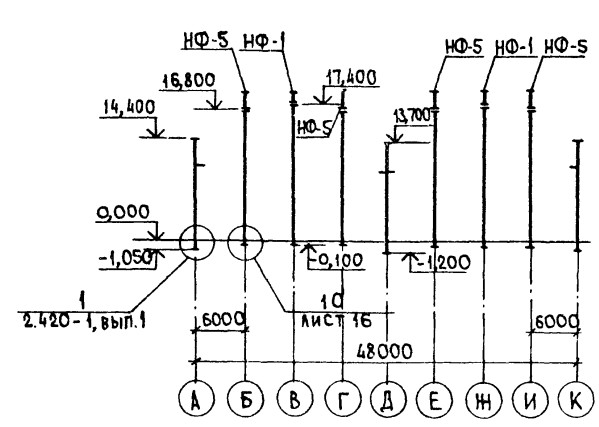 НФ-5 НФ-1 НФ-5 НФ-1 НФ-5
16,800 17,400
14,400 13,700
НФ-5
0,000
-1,050 -0,100 -1,200
1 10
2.420-1, ВЫП.1 ЛИСТ 16
6000 6000
48000
А Б В Г Д Е Ж И К